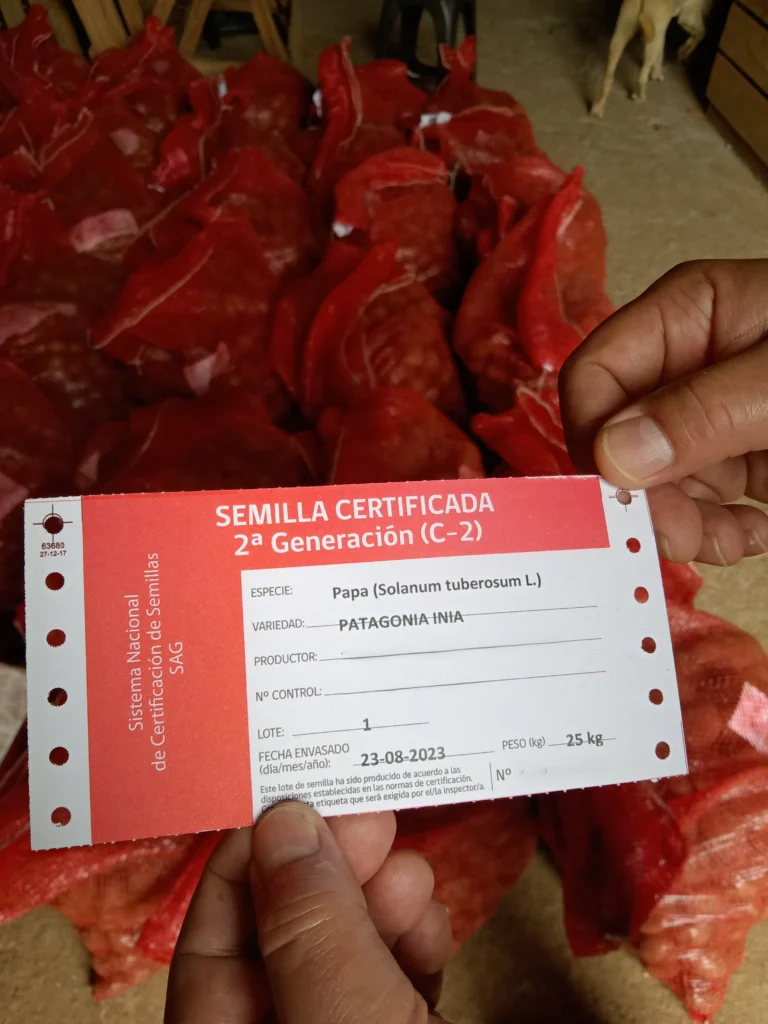 SEMILLA CERTIFICADA
2ª Generación (C-2)
63680
27-12-17
Sistema Nacional
de Certificación de Semillas
SAG
ESPECIE: Papa (Solanum tuberosum L.)
VARIEDAD: PATAGONIA INIA
PRODUCTOR:
Nº CONTROL:
LOTE: 1
FECHA ENVASADO
(día/mes/año): 23-08-2023 PESO (kg) 25 kg
Este lote de semilla ha sido producido de acuerdo a las
disposiciones establecidas en las normas de certificación.
etiqueta que será exigida por el/la inspector/a.
Nº